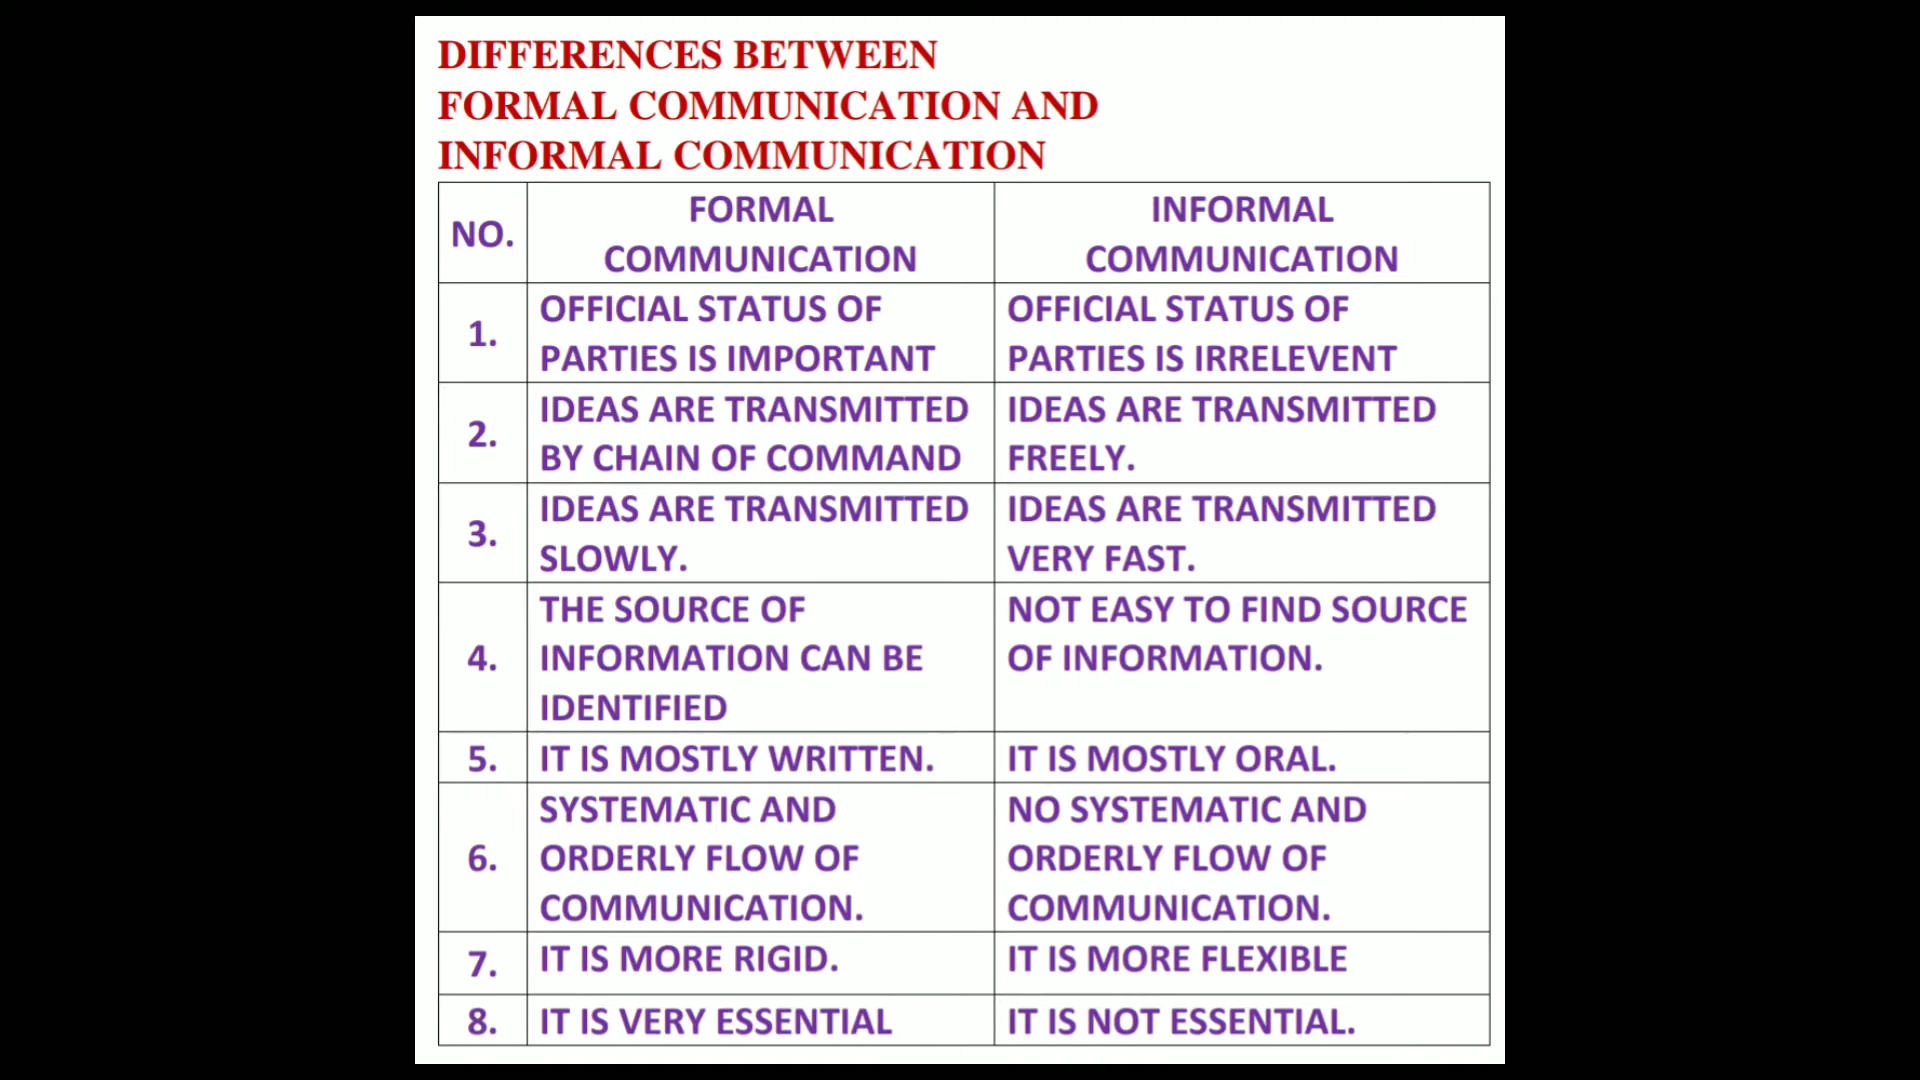 DIFFERENCES BETWEEN
FORMAL COMMUNICATION AND
INFORMAL COMMUNICATION
NO.
FORMAL
COMMUNICATION
INFORMAL
COMMUNICATION
1.
OFFICIAL STATUS OF
PARTIES IS IMPORTANT
OFFICIAL STATUS OF
PARTIES IS IRRELEVENT
2.
IDEAS ARE TRANSMITTED
BY CHAIN OF COMMAND
IDEAS ARE TRANSMITTED
FREELY.
3.
IDEAS ARE TRANSMITTED
SLOWLY.
IDEAS ARE TRANSMITTED
VERY FAST.
4.
THE SOURCE OF
INFORMATION CAN BE
IDENTIFIED
NOT EASY TO FIND SOURCE
OF INFORMATION.
5.
IT IS MOSTLY WRITTEN.
IT IS MOSTLY ORAL.
6.
SYSTEMATIC AND
ORDERLY FLOW OF
COMMUNICATION.
NO SYSTEMATIC AND
ORDERLY FLOW OF
COMMUNICATION.
7.
IT IS MORE RIGID.
IT IS MORE FLEXIBLE
8.
IT IS VERY ESSENTIAL
IT IS NOT ESSENTIAL.